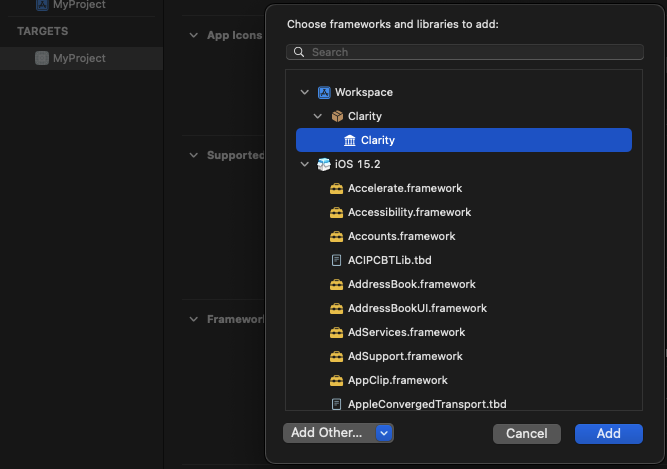 MyProject
TARGETS
MyProject
App Icons
Supported
Framework
Choose frameworks and libraries to add:
Search
Workspace
Clarity
Clarity
iOS 15.2
Accelerate.framework
Accessibility.framework
Accounts.framework
ACIPCBTLib.tbd
AddressBook.framework
AddressBookUI.framework
AdServices.framework
AdSupport.framework
AppClip.framework
AppleConvergedTransport.tbd
Add Other...
Cancel
Add